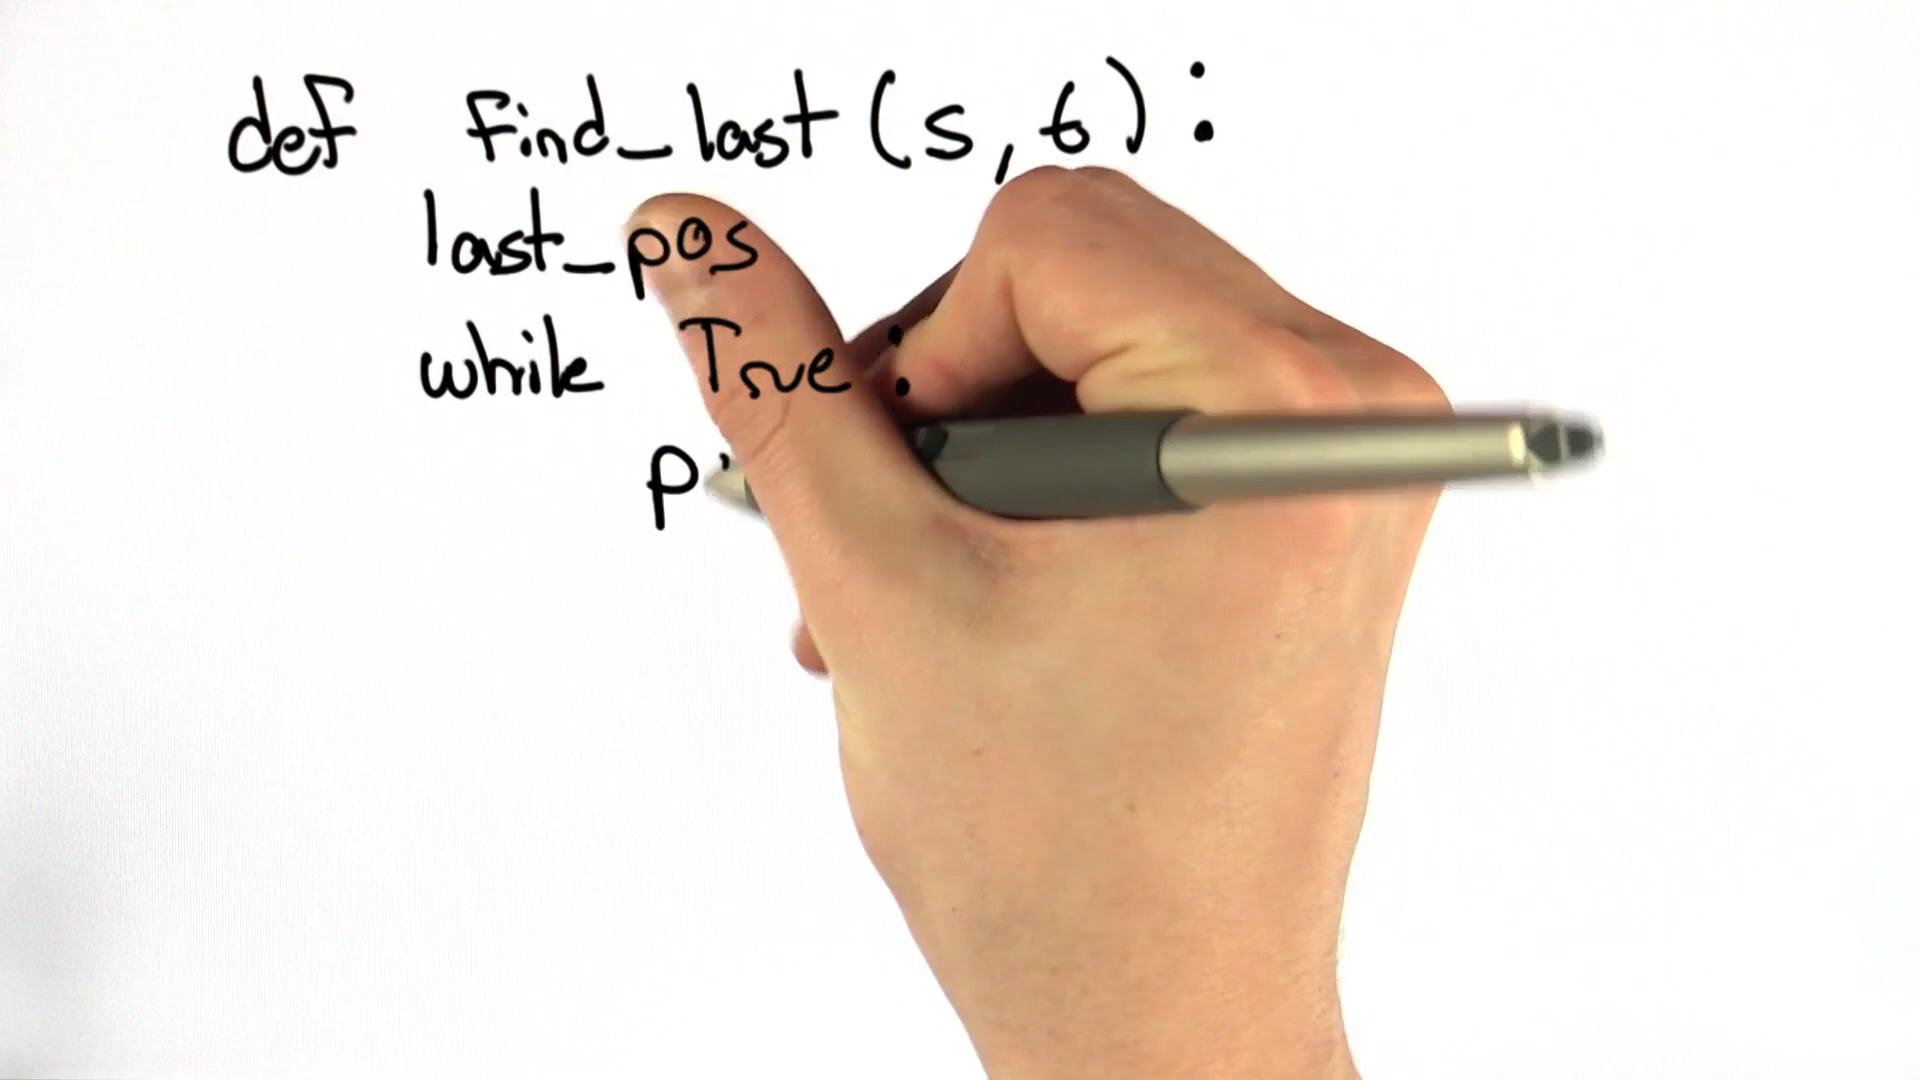 def find_last(s,t):
last_pos
while True:
p